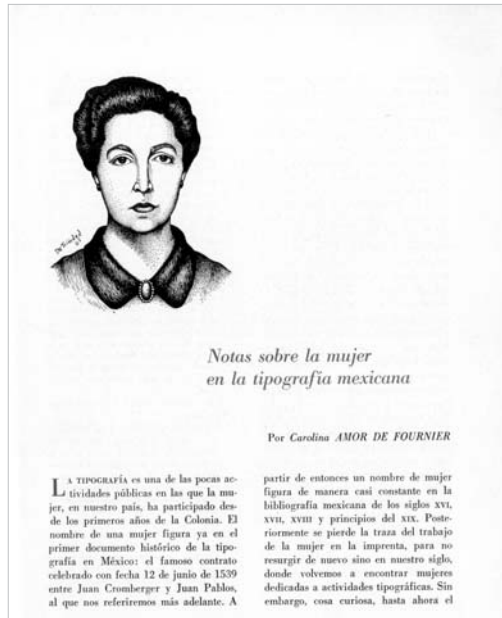 Notas sobre la mujer
en la tipografía mexicana
Por Carolina AMOR DE FOURNIER
LA TIPOGRAFÍA es una de las pocas ac-
tividades públicas en las que la mu-
jer, en nuestro país, ha participado des-
de los primeros años de la Colonia. El
nombre de una mujer figura ya en el
primer documento histórico de la tipo-
grafía en México: el famoso contrato
celebrado con fecha 12 de junio de 1539
entre Juan Cromberger y Juan Pablos,
al que nos referiremos más adelante. A
partir de entonces un nombre de mujer
figura de manera casi constante en la
bibliografía mexicana de los siglos XVI,
XVII, XVIII y principios del XIX. Poste-
riormente se pierde la traza del trabajo
de la mujer en la imprenta, para no
resurgir de nuevo sino en nuestro siglo,
donde volvemos a encontrar mujeres
dedicadas a actividades tipográficas. Sin
embargo, cosa curiosa, hasta ahora el